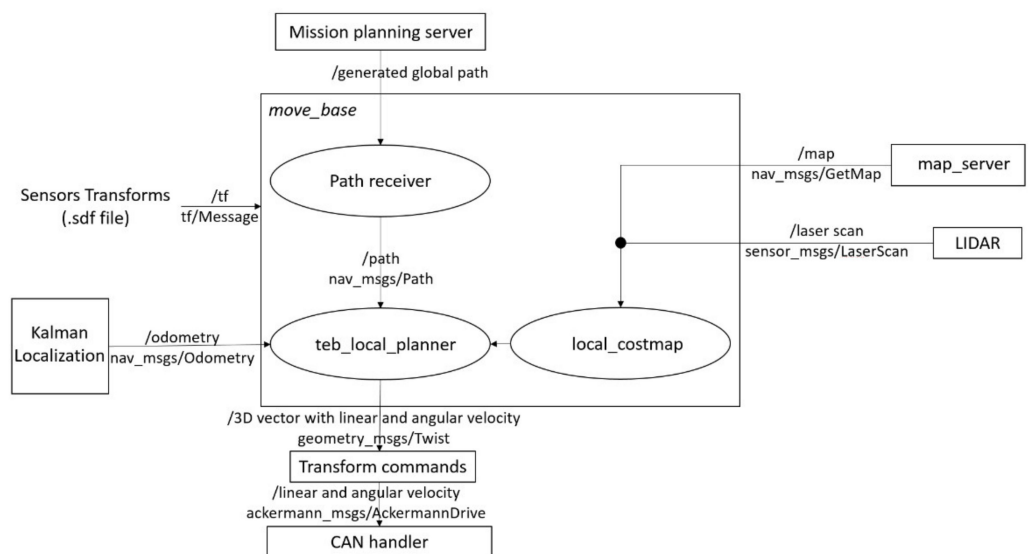 Mission planning server
/generated global path
move_base
Path receiver
/map
nav_msgs/GetMap
map_server
Sensors Transforms
(.sdf file)
/tf
tf/Message
/laser scan
sensor_msgs/LaserScan
LIDAR
/path
nav_msgs/Path
Kalman
Localization
/odometry
nav_msgs/Odometry
teb_local_planner
local_costmap
/3D vector with linear and angular velocity
geometry_msgs/Twist
Transform commands
/linear and angular velocity
ackermann_msgs/AckermannDrive
CAN handler